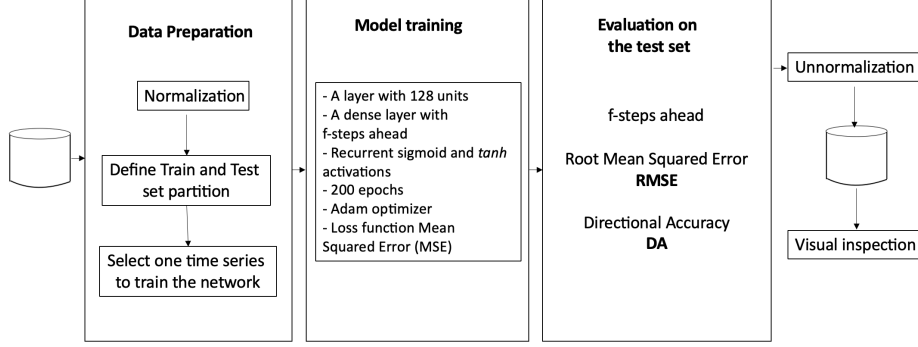 Data Preparation
Normalization
Define Train and Test
set partition
Select one time series
to train the network
Model training
- A layer with 128 units
- A dense layer with
f-steps ahead
- Recurrent sigmoid and tanh
activations
- 200 epochs
- Adam optimizer
- Loss function Mean
Squared Error (MSE)
Evaluation on
the test set
f-steps ahead
Root Mean Squared Error
RMSE
Directional Accuracy
DA
Unnormalization
Visual inspection